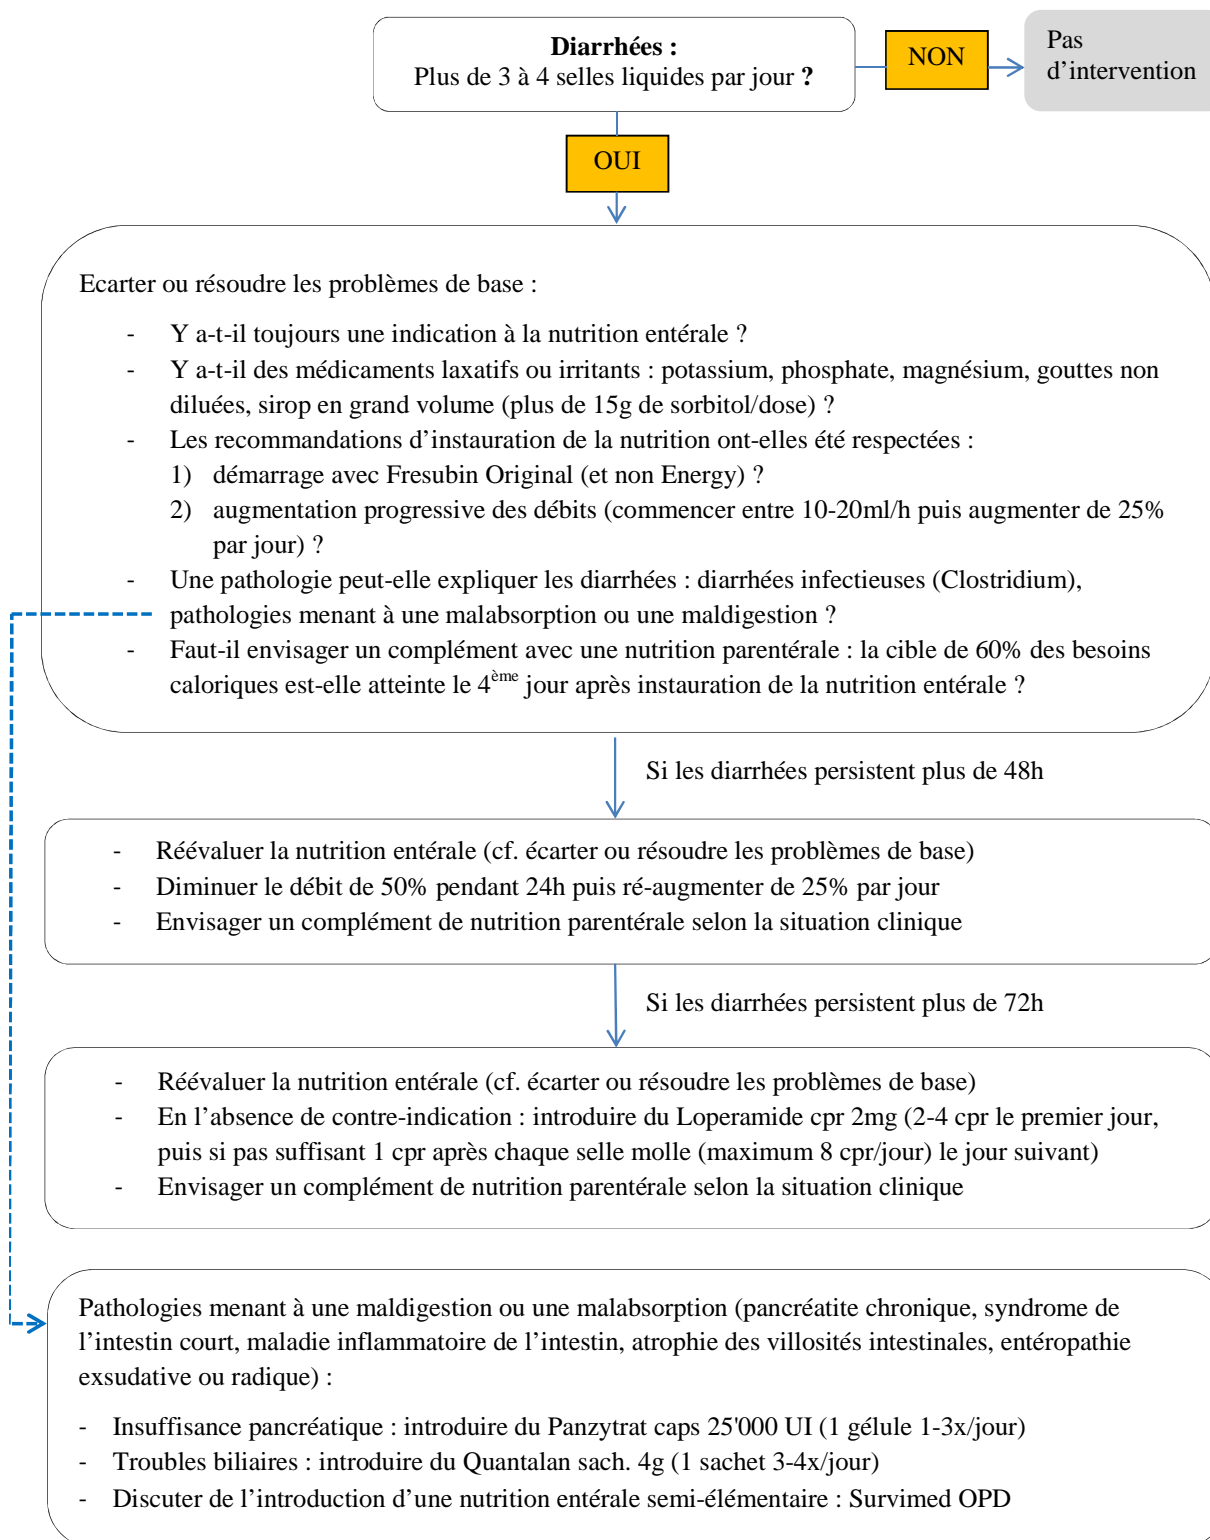 Diarrhées :
Plus de 3 à 4 selles liquides par jour ?
NON
Pas
d’intervention
OUI
Ecarter ou résoudre les problèmes de base :
- Y a-t-il toujours une indication à la nutrition entérale ?
- Y a-t-il des médicaments laxatifs ou irritants : potassium, phosphate, magnésium, gouttes non
diluées, sirop en grand volume (plus de 15g de sorbitol/dose) ?
- Les recommandations d’instauration de la nutrition ont-elles été respectées :
1) démarrage avec Fresubin Original (et non Energy) ?
2) augmentation progressive des débits (commencer entre 10-20ml/h puis augmenter de 25%
par jour) ?
- Une pathologie peut-elle expliquer les diarrhées : diarrhées infectieuses (Clostridium),
pathologies menant à une malabsorption ou une maldigestion ?
- Faut-il envisager un complément avec une nutrition parentérale : la cible de 60% des besoins
caloriques est-elle atteinte le 4ème jour après instauration de la nutrition entérale ?
Si les diarrhées persistent plus de 48h
- Réévaluer la nutrition entérale (cf. écarter ou résoudre les problèmes de base)
- Diminuer le débit de 50% pendant 24h puis ré-augmenter de 25% par jour
- Envisager un complément de nutrition parentérale selon la situation clinique
Si les diarrhées persistent plus de 72h
- Réévaluer la nutrition entérale (cf. écarter ou résoudre les problèmes de base)
- En l’absence de contre-indication : introduire du Loperamide cpr 2mg (2-4 cpr le premier jour,
puis si pas suffisant 1 cpr après chaque selle molle (maximum 8 cpr/jour) le jour suivant)
- Envisager un complément de nutrition parentérale selon la situation clinique
Pathologies menant à une maldigestion ou une malabsorption (pancréatite chronique, syndrome de
l’intestin court, maladie inflammatoire de l’intestin, atrophie des villosités intestinales, entéropathie
exsudative ou radique) :
- Insuffisance pancréatique : introduire du Panzytrat caps 25'000 UI (1 gélule 1-3x/jour)
- Troubles biliaires : introduire du Quantalan sach. 4g (1 sachet 3-4x/jour)
- Discuter de l’introduction d’une nutrition entérale semi-élémentaire : Survimed OPD